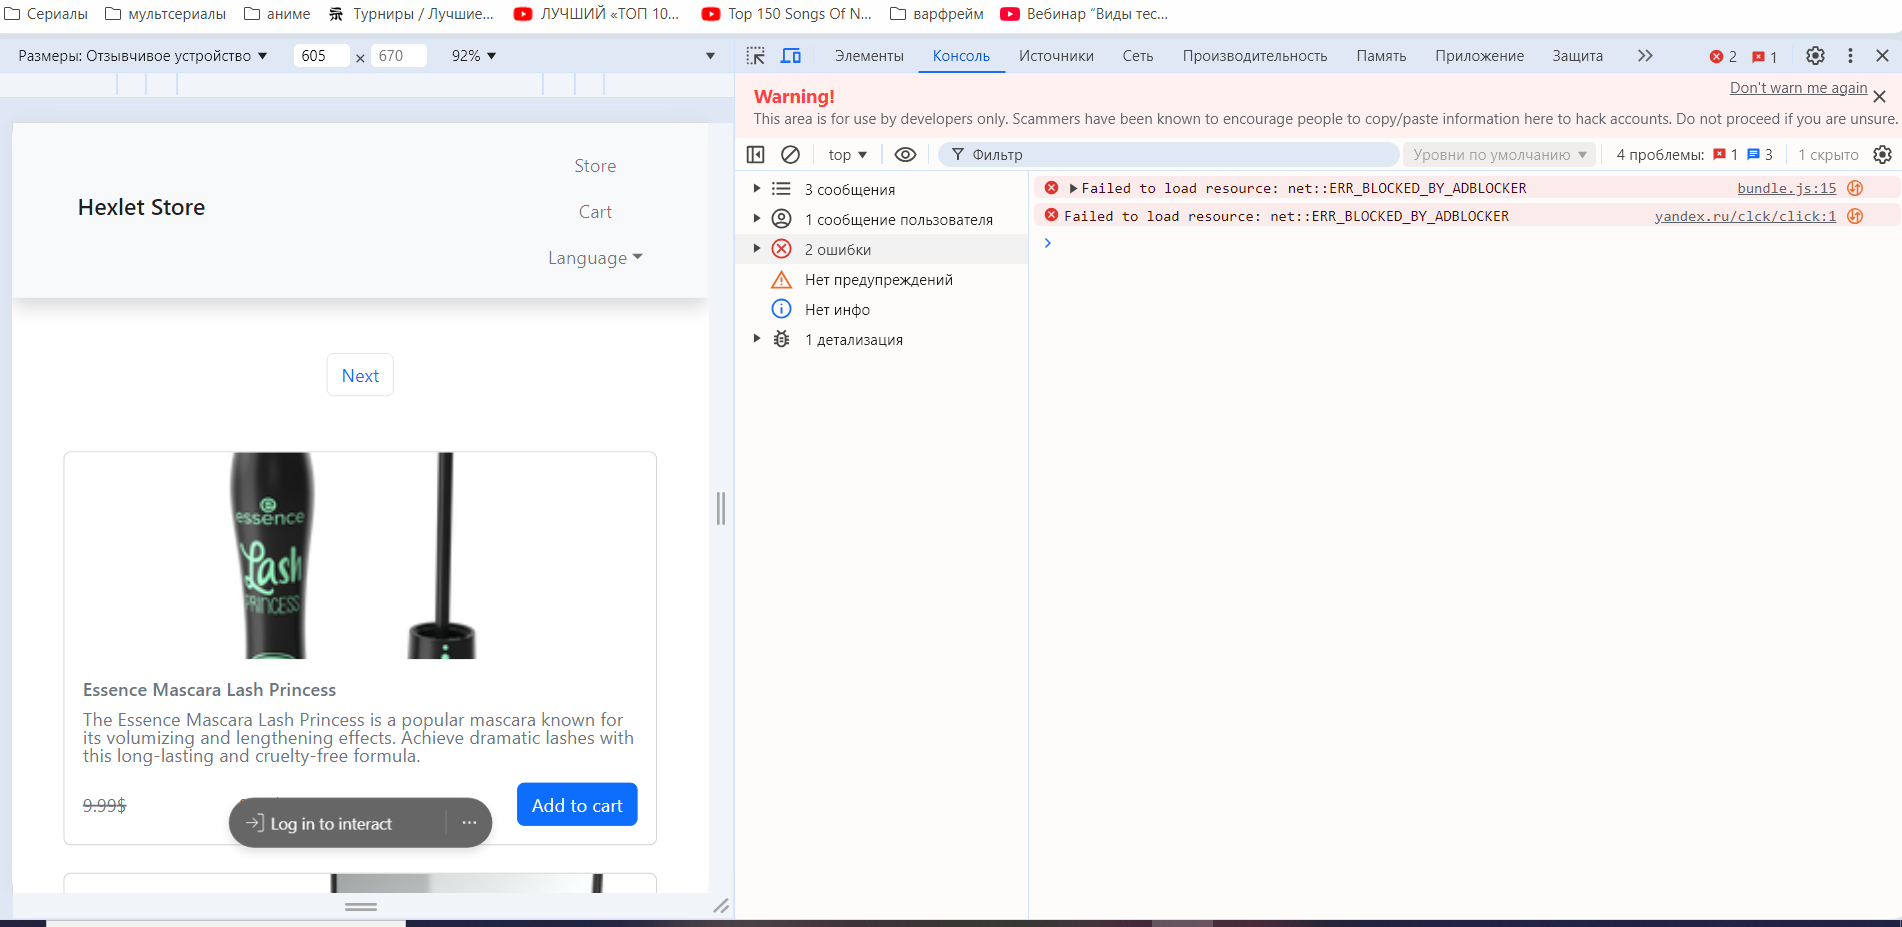 Сериалы
мультсериалы
аниме
Турниры / Лучшие...
ЛУЧШИЙ «ТОП 10...
Top 150 Songs Of N...
варфрейм
Вебинар "Виды тес...
Размеры: Отзывчивое устройство
605 × 670
92%
Элементы
Консоль
Источники
Сеть
Производительность
Память
Приложение
Защита
2
1
Warning!
Don't warn me again
This area is for use by developers only. Scammers have been known to encourage people to copy/paste information here to hack accounts. Do not proceed if you are unsure.
top
Фильтр
Уровни по умолчанию
4 проблемы: 1 3
1 скрыто
3 сообщения
1 сообщение пользователя
2 ошибки
Нет предупреждений
Нет инфо
1 детализация
Failed to load resource: net::ERR_BLOCKED_BY_ADBLOCKER
bundle.js:15
Failed to load resource: net::ERR_BLOCKED_BY_ADBLOCKER
yandex.ru/clck/click:1
Hexlet Store
Store
Cart
Language
Next
essence
Lash
PRINCESS
Essence Mascara Lash Princess
The Essence Mascara Lash Princess is a popular mascara known for
its volumizing and lengthening effects. Achieve dramatic lashes with
this long-lasting and cruelty-free formula.
9.99$
Add to cart
Log in to interact